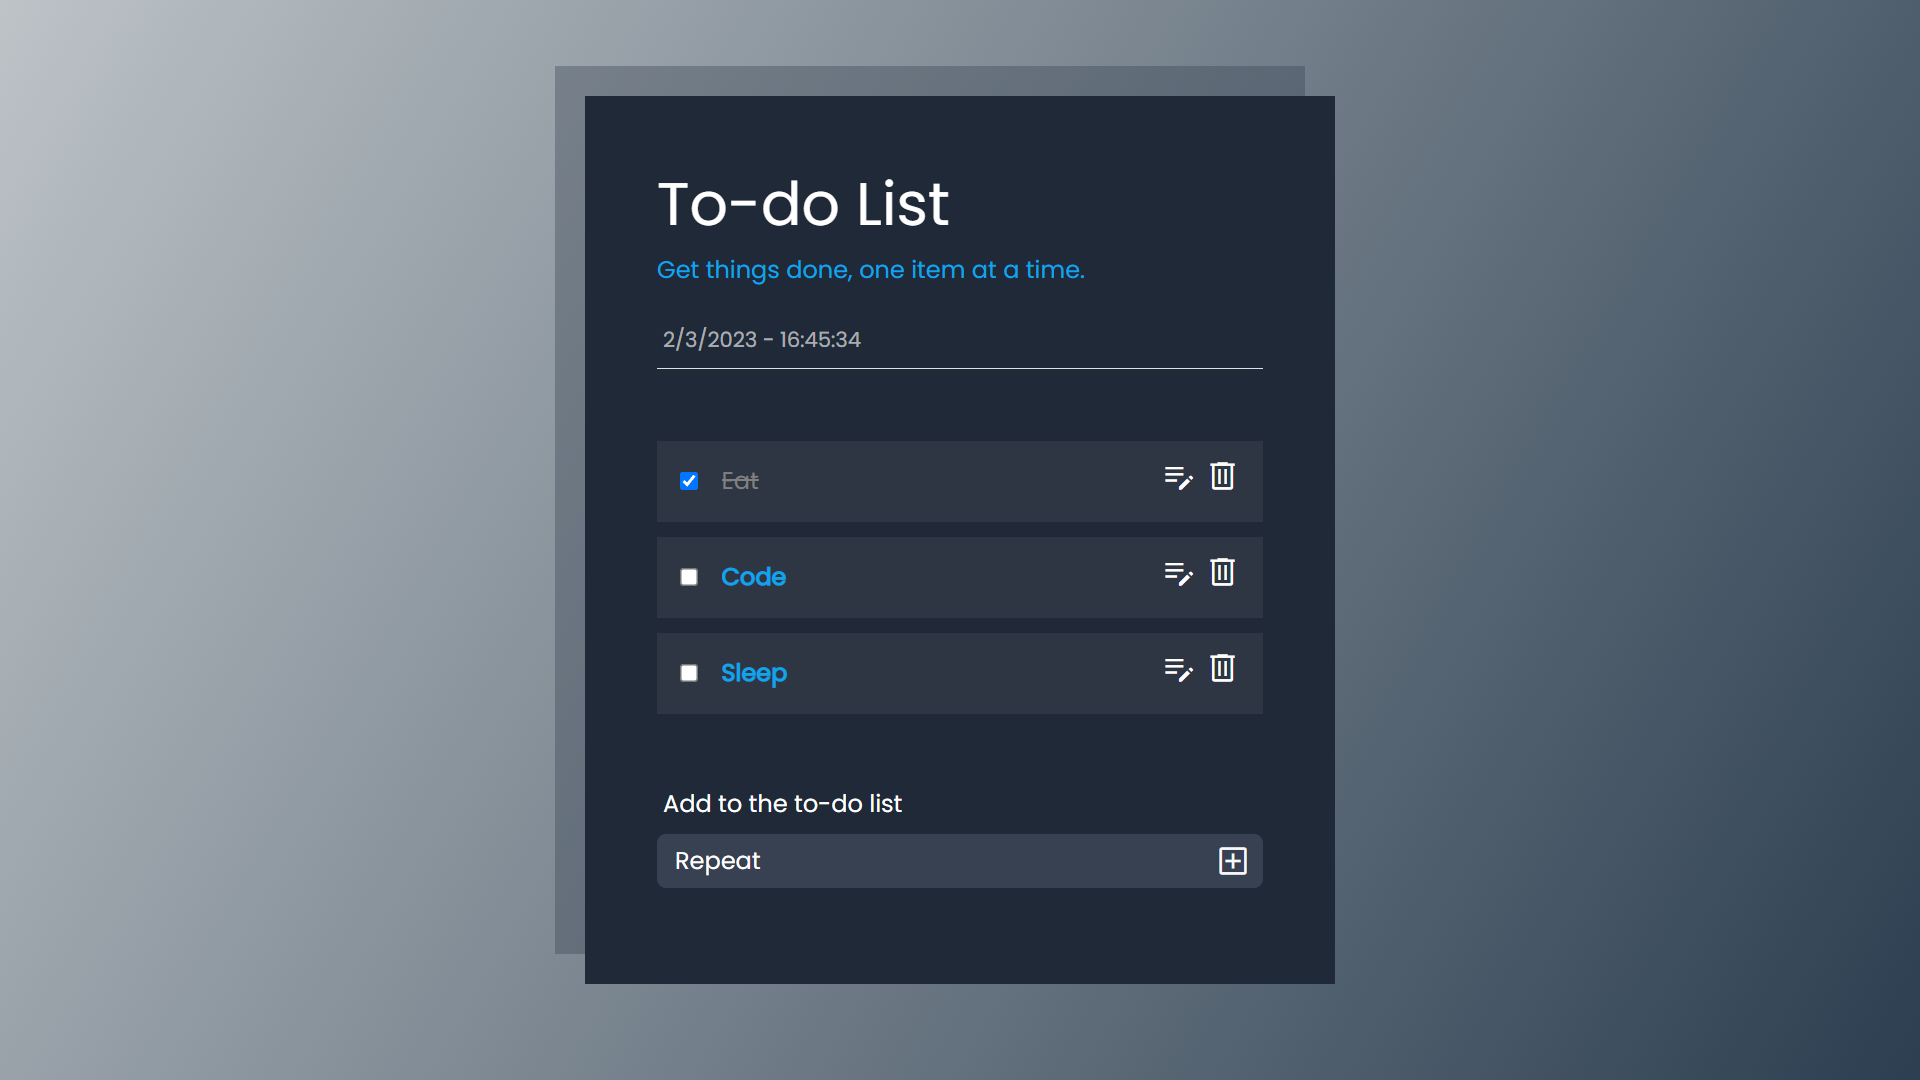 To-do List
Get things done, one item at a time.
2/3/2023 - 16:45:34
Eat
Code
Sleep
Add to the to-do list
Repeat